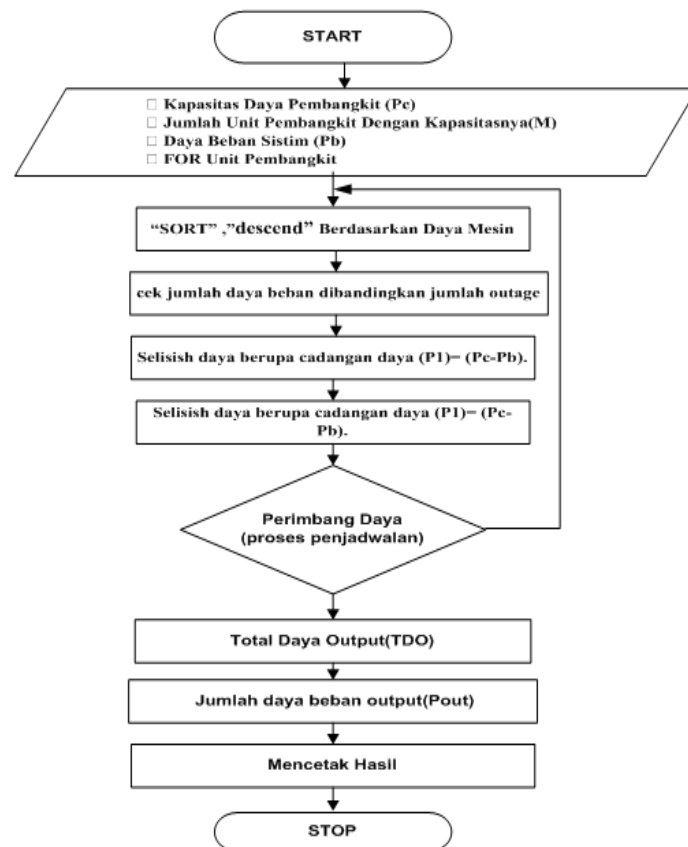 START
□ Kapasitas Daya Pembangkit (Pc)
□ Jumlah Unit Pembangkit Dengan Kapasitasnya(M)
□ Daya Beban Sistim (Pb)
□ FOR Unit Pembangkit
“SORT” ,”descend” Berdasarkan Daya Mesin
cek jumlah daya beban dibandingkan jumlah outage
Selisish daya berupa cadangan daya (P1)= (Pc-Pb).
Selisish daya berupa cadangan daya (P1)= (Pc-
Pb).
Perimbang Daya
(proses penjadwalan)
Total Daya Output(TDO)
Jumlah daya beban output(Pout)
Mencetak Hasil
STOP